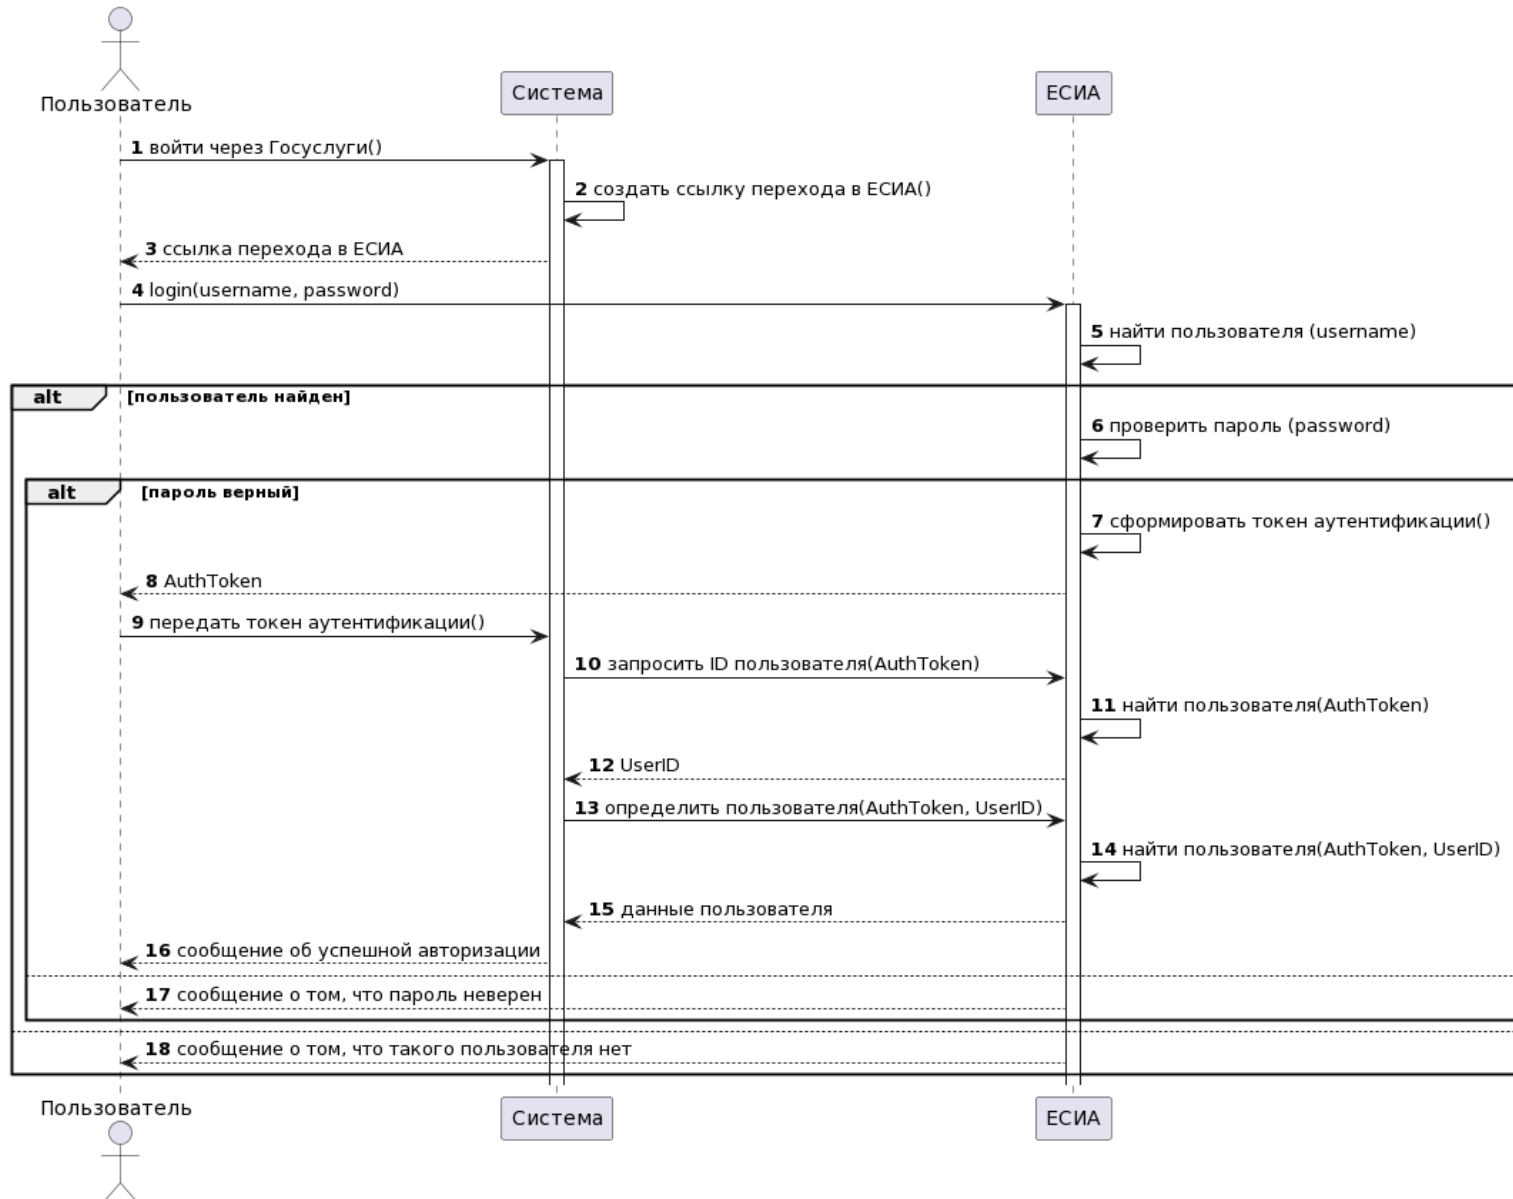 Пользователь
Система
ЕСИА
1 войти через Госуслуги()
2 создать ссылку перехода в ЕСИА()
3 ссылка перехода в ЕСИА
4 login(username, password)
5 найти пользователя (username)
alt [пользователь найден]
6 проверить пароль (password)
alt [пароль верный]
7 сформировать токен аутентификации()
8 AuthToken
9 передать токен аутентификации()
10 запросить ID пользователя(AuthToken)
11 найти пользователя(AuthToken)
12 UserID
13 определить пользователя(AuthToken, UserID)
14 найти пользователя(AuthToken, UserID)
15 данные пользователя
16 сообщение об успешной авторизации
17 сообщение о том, что пароль неверен
18 сообщение о том, что такого пользователя нет
Пользователь
Система
ЕСИА